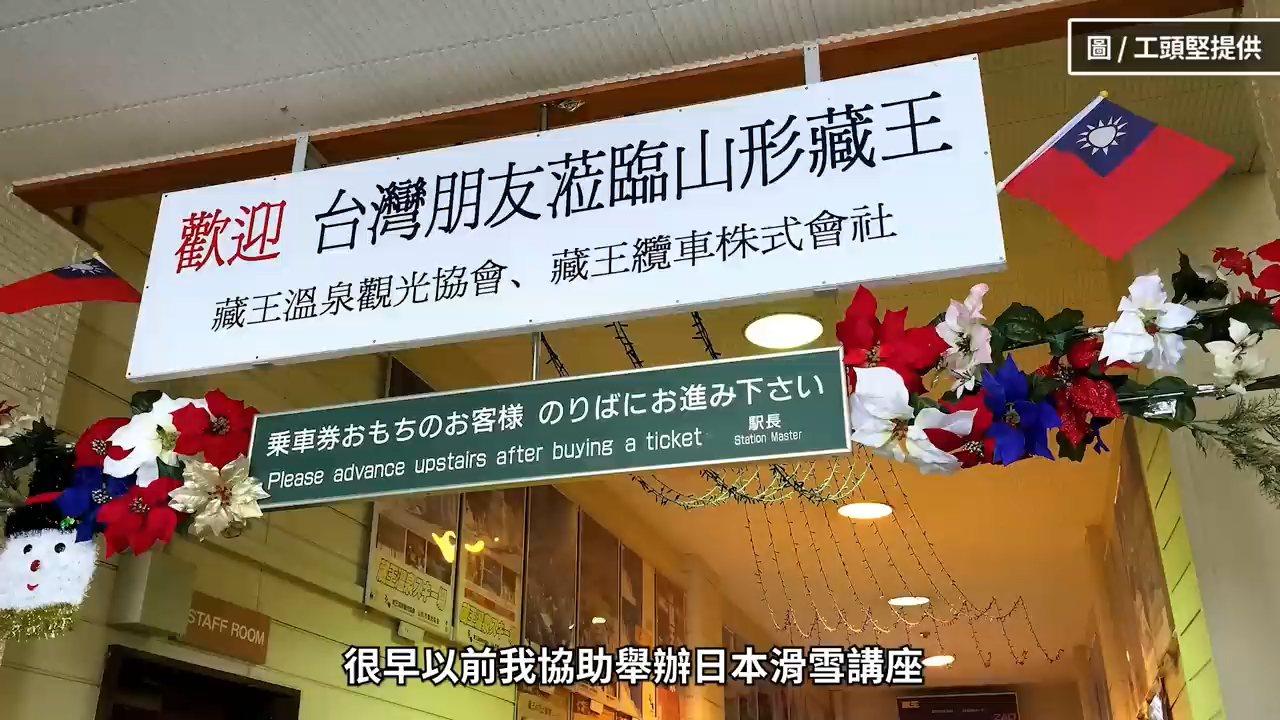 圖 / 工頭堅提供
歡迎 台灣朋友蒞臨山形藏王
藏王溫泉觀光協會、藏王纜車株式會社
乗車券おもちのお客様 のりばにお進み下さい
Please advance upstairs after buying a ticket
駅長
Station Master
STAFF ROOM
很早以前我協助舉辦日本滑雪講座